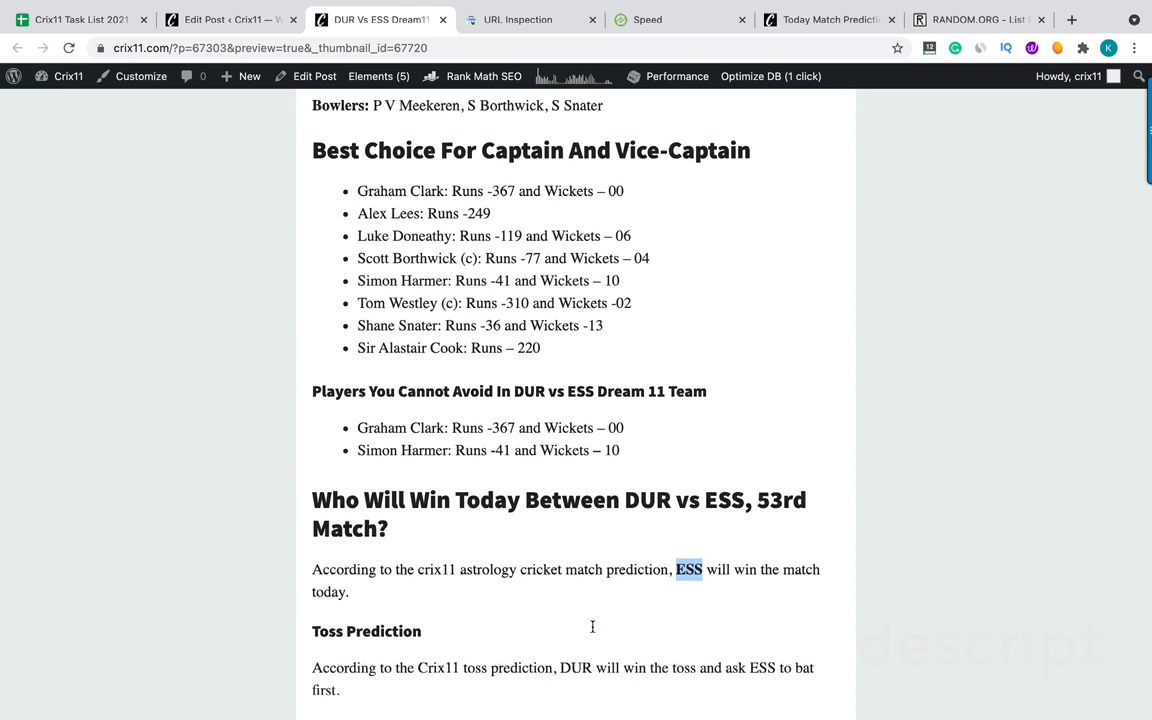 Crix11 Task List 2021
Edit Post ‹ Crix11 — W
DUR Vs ESS Dream11
URL Inspection
Speed
Today Match Predictio
RANDOM.ORG - List
crix11.com/?p=67303&preview=true&_thumbnail_id=67720
12
IQ
K
Crix11
Customize
0
New
Edit Post
Elements (5)
Rank Math SEO
Performance
Optimize DB (1 click)
Howdy, crix11
Bowlers: P V Meekeren, S Borthwick, S Snater
Best Choice For Captain And Vice-Captain
• Graham Clark: Runs -367 and Wickets – 00
• Alex Lees: Runs -249
• Luke Doneathy: Runs -119 and Wickets – 06
• Scott Borthwick (c): Runs -77 and Wickets – 04
• Simon Harmer: Runs -41 and Wickets – 10
• Tom Westley (c): Runs -310 and Wickets -02
• Shane Snater: Runs -36 and Wickets -13
• Sir Alastair Cook: Runs – 220
Players You Cannot Avoid In DUR vs ESS Dream 11 Team
• Graham Clark: Runs -367 and Wickets – 00
• Simon Harmer: Runs -41 and Wickets – 10
Who Will Win Today Between DUR vs ESS, 53rd
Match?
According to the crix11 astrology cricket match prediction, ESS will win the match
today.
Toss Prediction
According to the Crix11 toss prediction, DUR will win the toss and ask ESS to bat
first.
descript